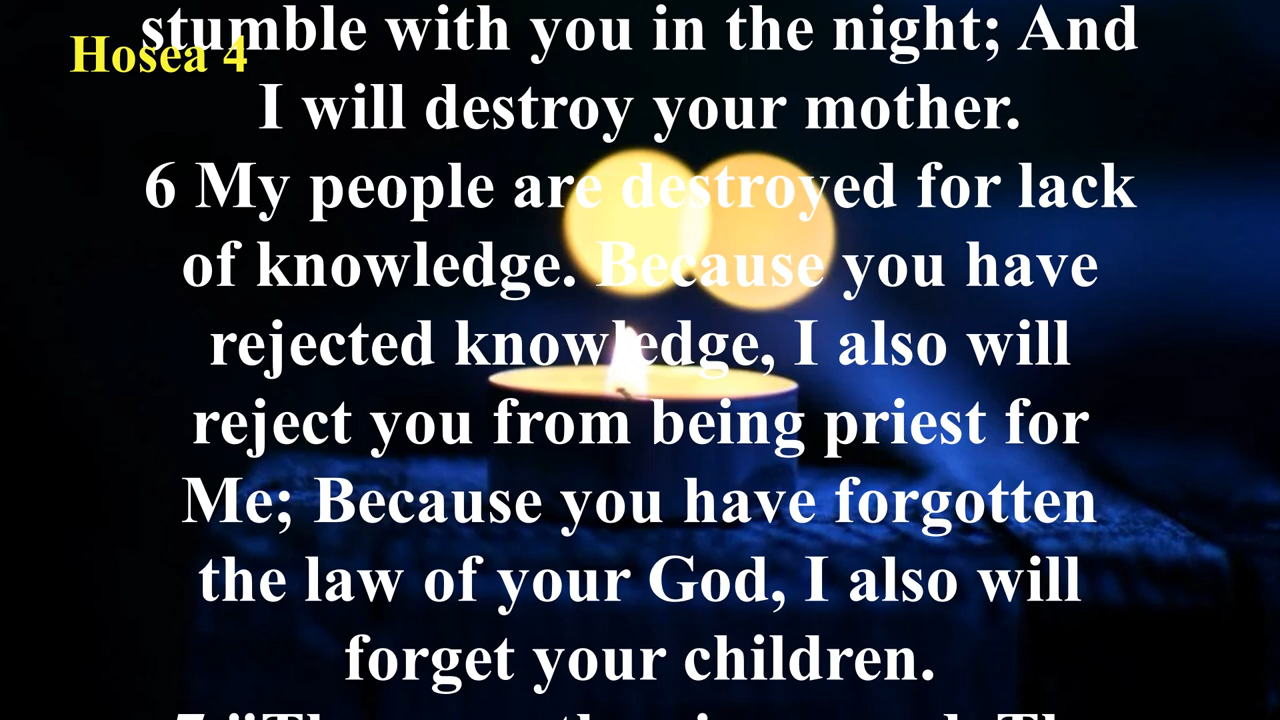 stumble with you in the night; And
Hosea 4
I will destroy your mother.
6 My people are destroyed for lack
of knowledge. Because you have
rejected knowledge, I also will
reject you from being priest for
Me; Because you have forgotten
the law of your God, I also will
forget your children.